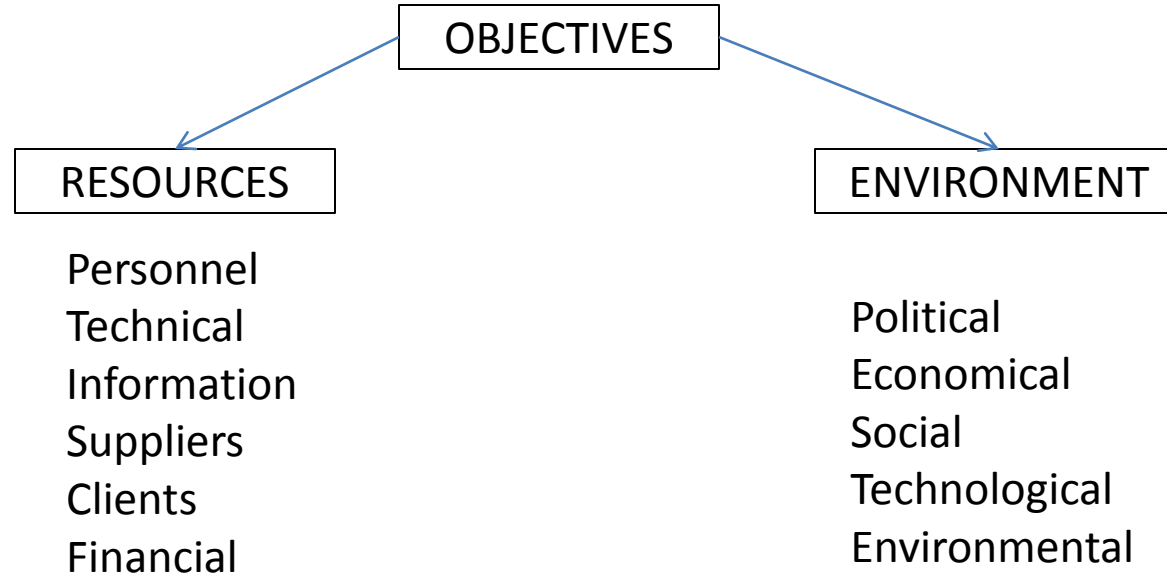 OBJECTIVES
RESOURCES
Personnel
Technical
Information
Suppliers
Clients
Financial
ENVIRONMENT
Political
Economical
Social
Technological
Environmental